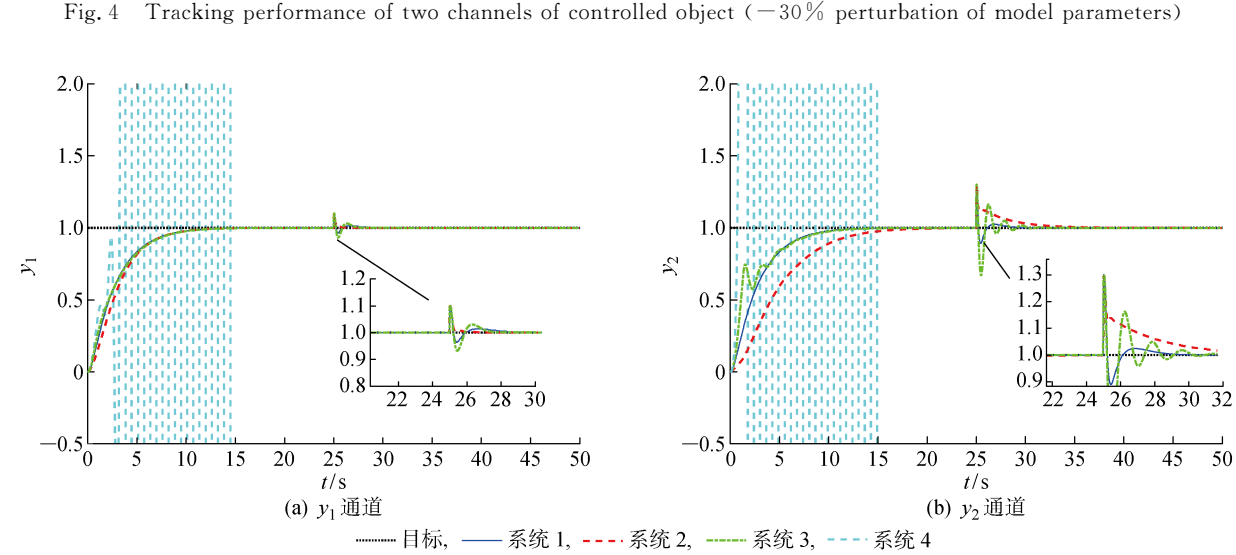 Fig. 4 Tracking performance of two channels of controlled object (－30% perturbation of model parameters)
2.0
1.5
1.0
0.5
0
—0.5
y1
0 5 10 15 20 25 30 35 40 45 50
t/s
1.2
1.1
1.0
0.9
0.8
22 24 26 28 30
(a) y1通道
2.0
1.5
1.0
0.5
0
—0.5
y2
0 5 10 15 20 25 30 35 40 45 50
t/s
1.3
1.2
1.1
1.0
0.9
22 24 26 28 30 32
(b) y2通道
目标, 系统 1, 系统 2, 系统 3, 系统 4